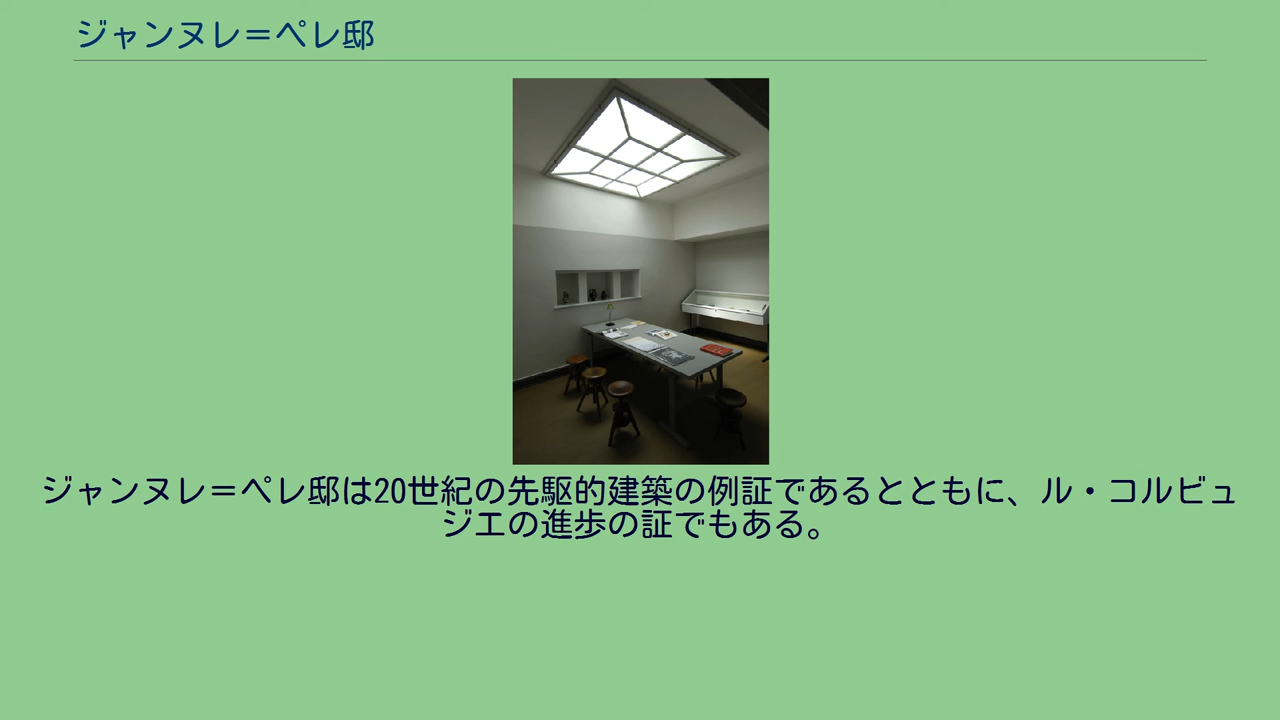 ジャンヌレ＝ペレ邸
ジャンヌレ＝ペレ邸は20世紀の先駆的建築の例証であるとともに、ル・コルビュ
ジエの進歩の証でもある。